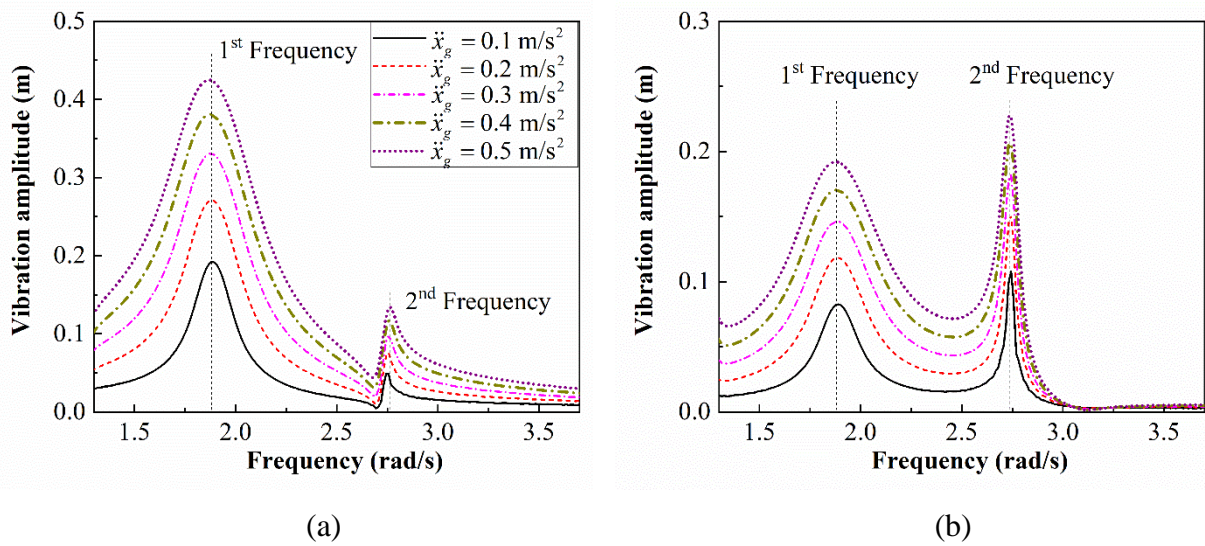 0.5
0.4
0.3
0.2
0.1
0.0
Vibration amplitude (m)
1st Frequency
2nd Frequency
ẍg = 0.1 m/s²
ẍg = 0.2 m/s²
ẍg = 0.3 m/s²
ẍg = 0.4 m/s²
ẍg = 0.5 m/s²
1.5 2.0 2.5 3.0 3.5
Frequency (rad/s)
(a)
0.3
0.2
0.1
0.0
Vibration amplitude (m)
1st Frequency
2nd Frequency
1.5 2.0 2.5 3.0 3.5
Frequency (rad/s)
(b)